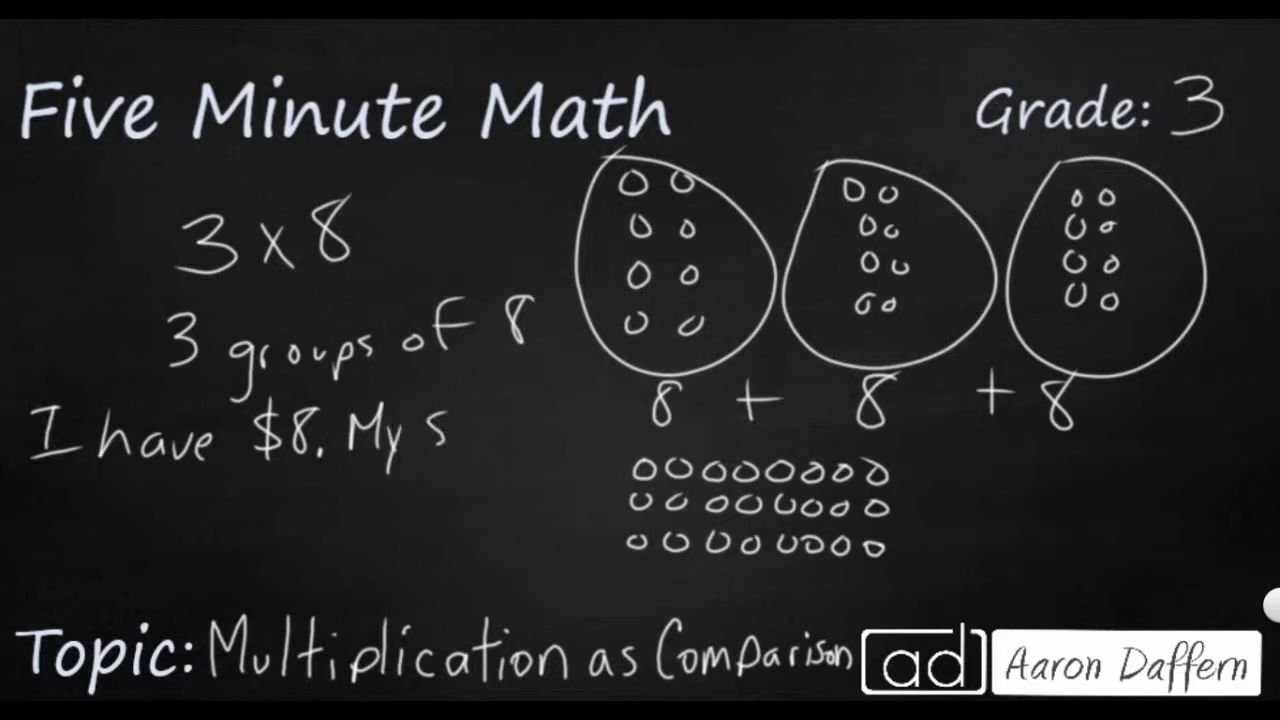 Five Minute Math
Grade: 3
3 x 8
3 groups of 8
8 + 8 + 8
I have $8. My s
Topic: Multiplication as Comparison
ad
Aaron Daffern